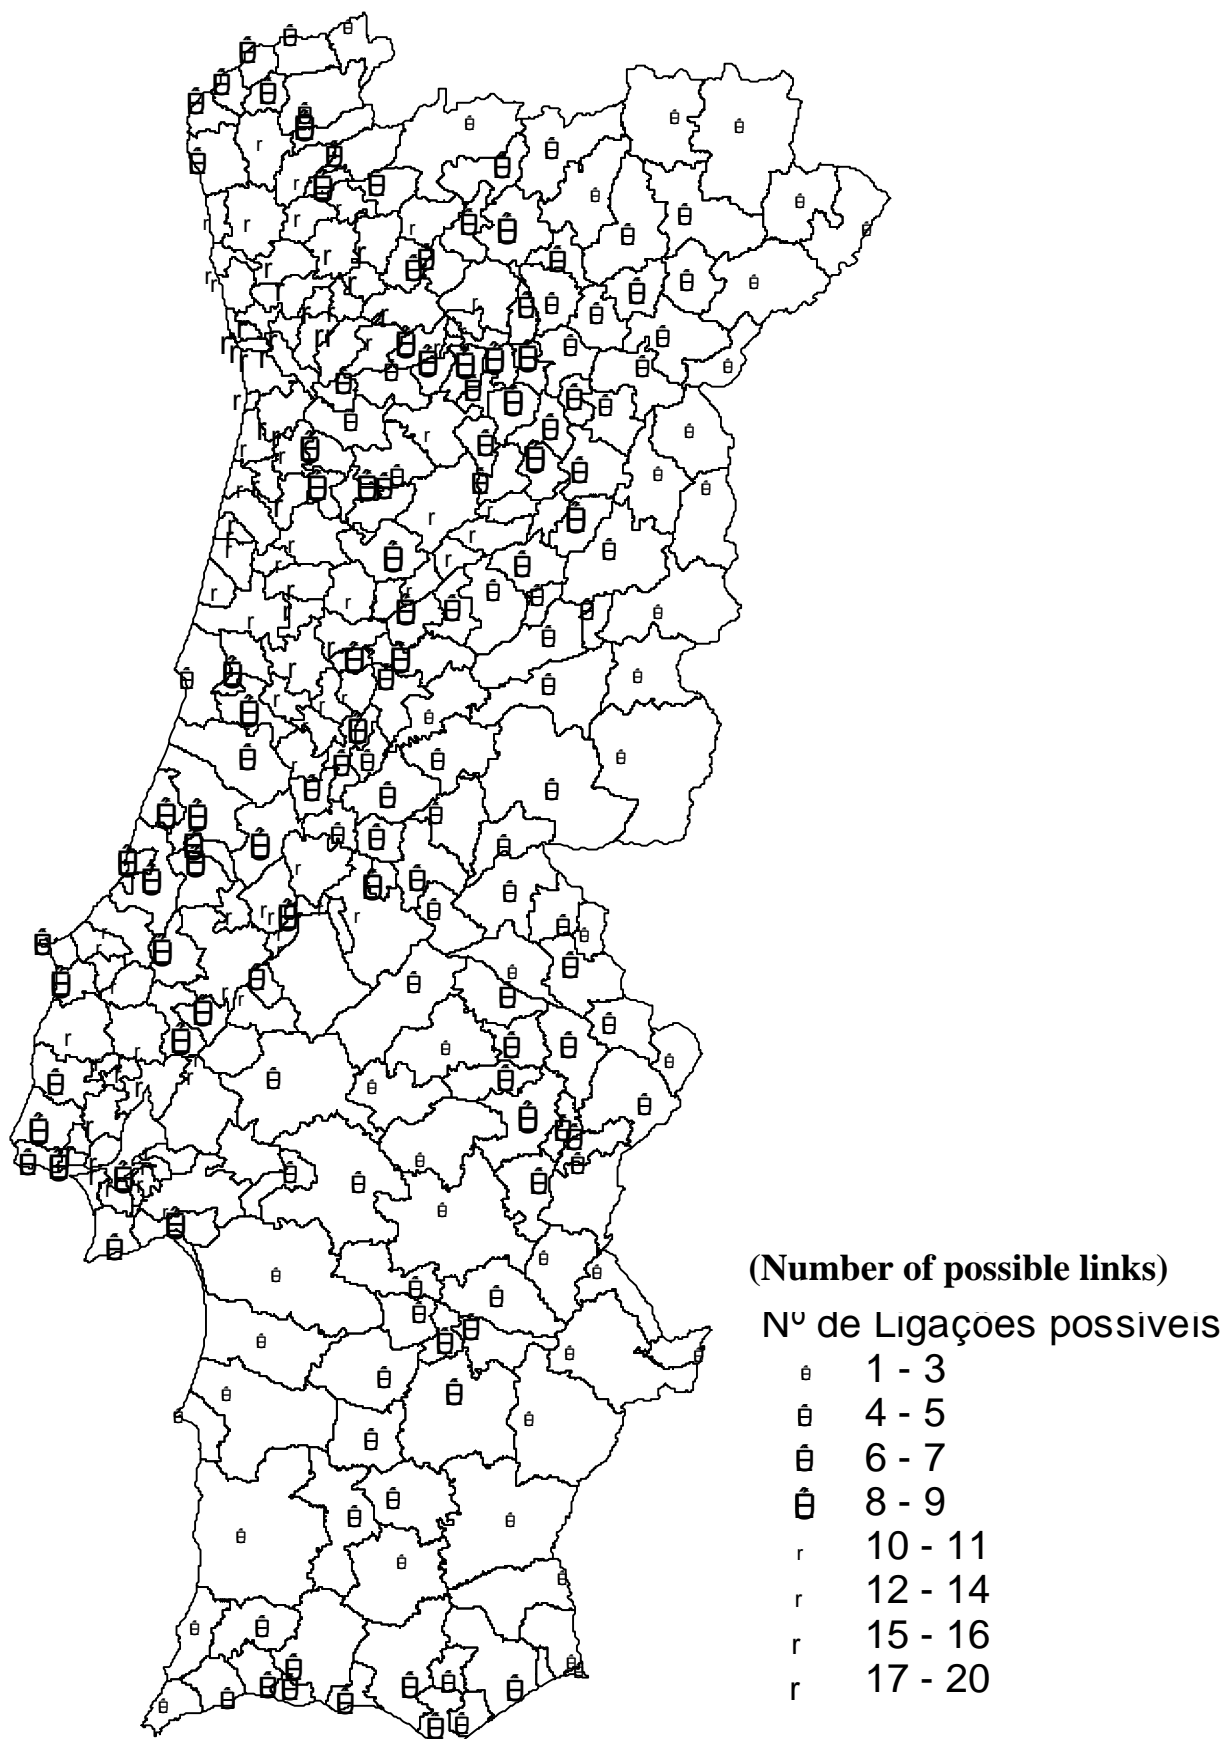 (Number of possible links)
Nº de Ligações possíveis
É 1 - 3
É 4 - 5
É 6 - 7
É 8 - 9
r 10 - 11
r 12 - 14
r 15 - 16
r 17 - 20